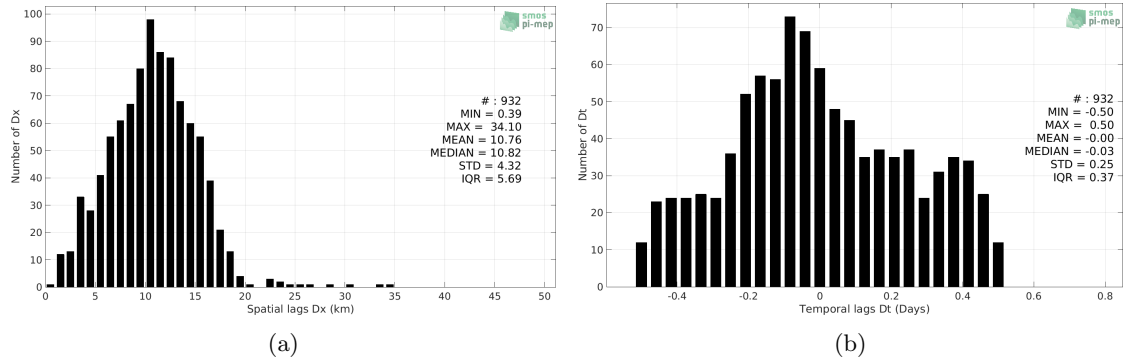 smos
pi-mep
100
90
80
70
60
50
40
30
20
10
0
Number of Dx
# : 932
MIN = 0.39
MAX = 34.10
MEAN = 10.76
MEDIAN = 10.82
STD = 4.32
IQR = 5.69
0 5 10 15 20 25 30 35 40 45 50
Spatial lags Dx (km)
(a)
smos
pi-mep
70
60
50
40
30
20
10
0
Number of Dt
# : 932
MIN = -0.50
MAX = 0.50
MEAN = -0.00
MEDIAN = -0.03
STD = 0.25
IQR = 0.37
-0.4 -0.2 0 0.2 0.4 0.6 0.8
Temporal lags Dt (Days)
(b)